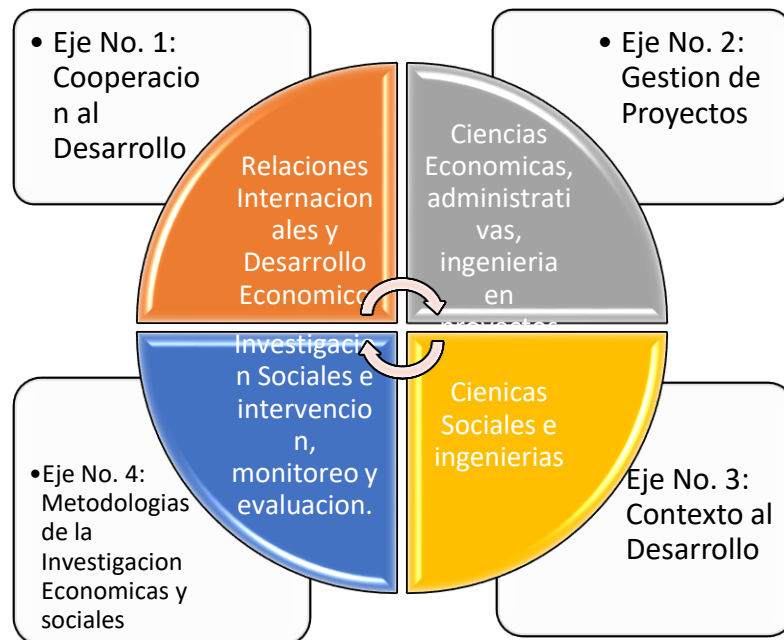 • Eje No. 1:
Cooperacio
n al
Desarrollo
• Eje No. 2:
Gestion de
Proyectos
Relaciones
Internacion
ales y
Desarrollo
Economico
Ciencias
Economicas,
administrati
vas,
ingenieria
en
proyectos
Investigacio
n Sociales e
intervencio
n,
monitoreo y
evaluacion.
Cienicas
Sociales e
ingenierias
•Eje No. 4:
Metodologias
de la
Investigacion
Economicas y
sociales
Eje No. 3:
Contexto al
Desarrollo